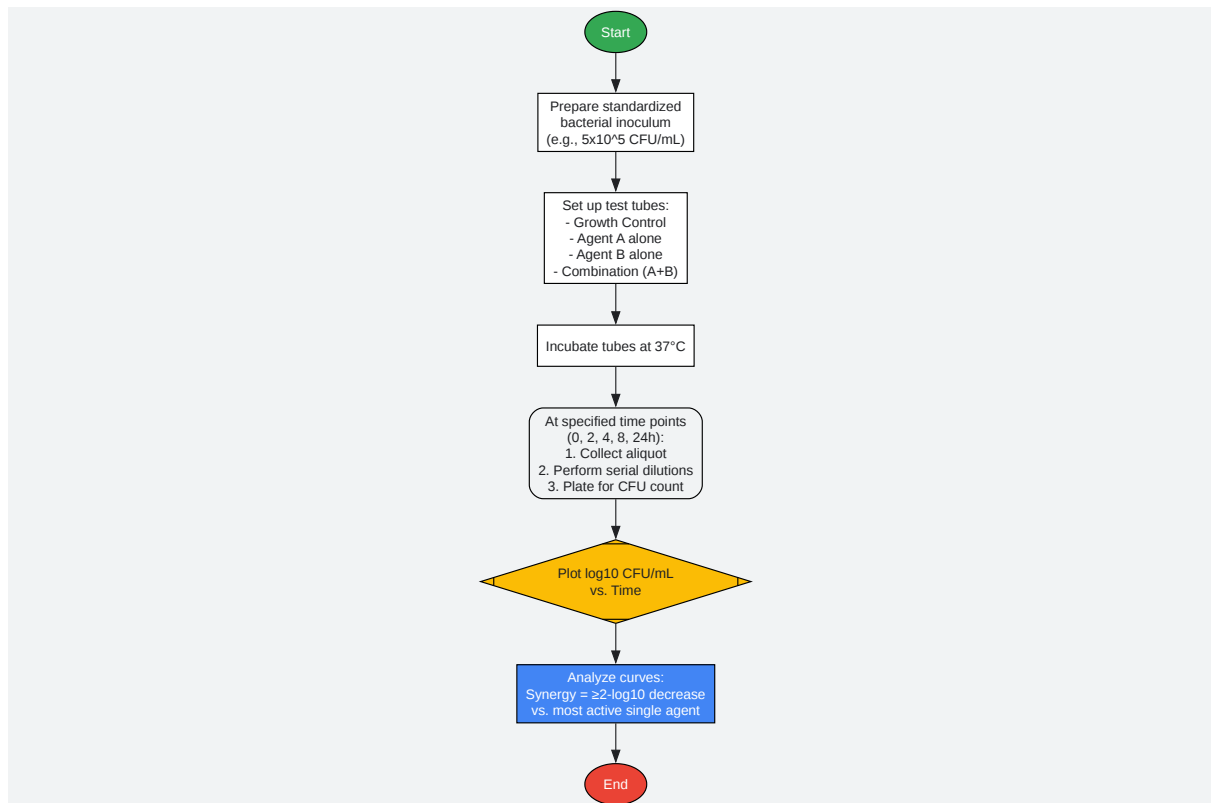 Start
Prepare standardized
bacterial inoculum
(e.g., 5x10^5 CFU/mL)
Set up test tubes:
- Growth Control
- Agent A alone
- Agent B alone
- Combination (A+B)
Incubate tubes at 37°C
At specified time points
(0, 2, 4, 8, 24h):
1. Collect aliquot
2. Perform serial dilutions
3. Plate for CFU count
Plot log10 CFU/mL
vs. Time
Analyze curves:
Synergy = ≥2-log10 decrease
vs. most active single agent
End